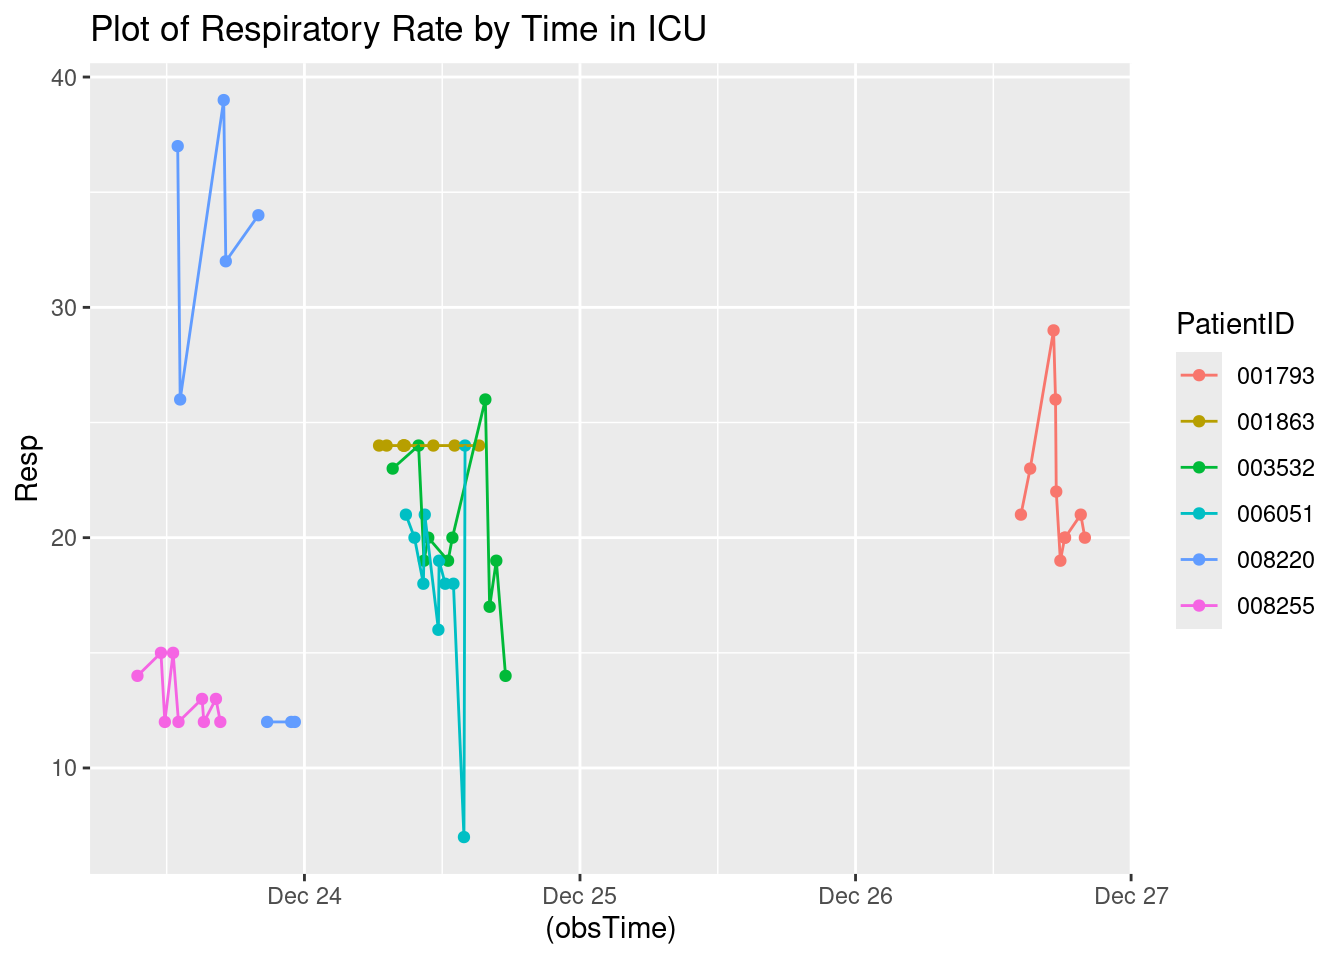 Plot of Respiratory Rate by Time in ICU
40
30
20
10
Resp
Dec 24
Dec 25
Dec 26
Dec 27
(obsTime)
PatientID
001793
001863
003532
006051
008220
008255